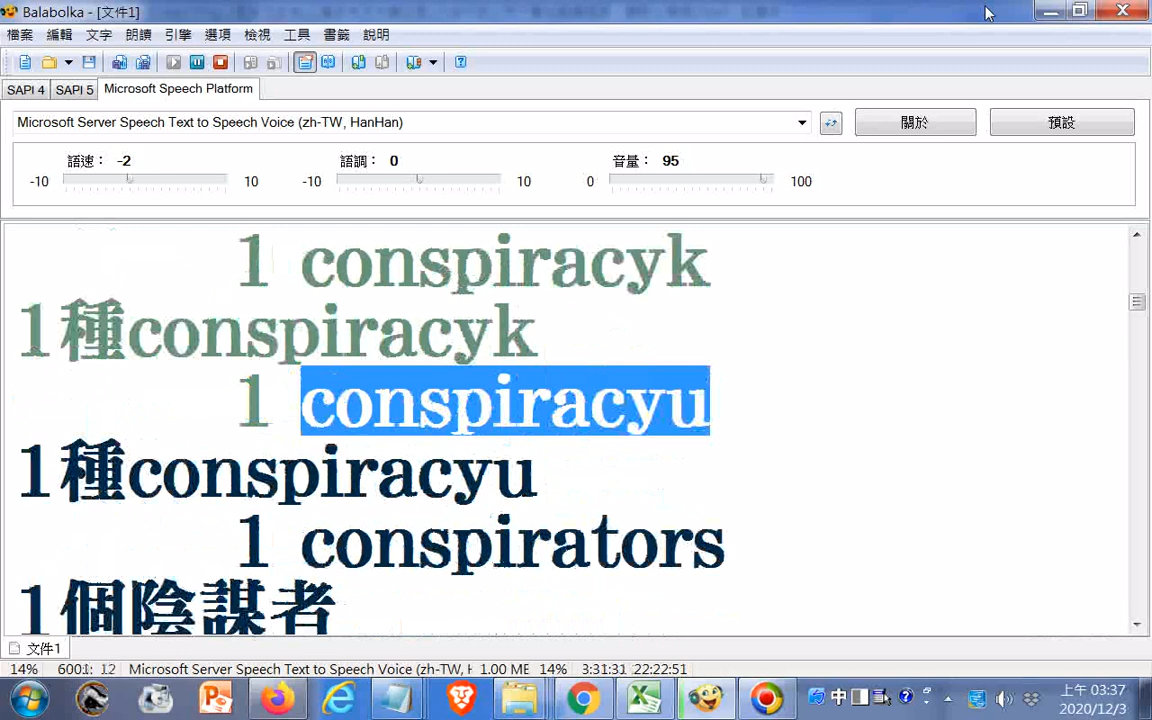 Balabolka - [文件1]
檔案 編輯 文字 朗讀 引擎 選項 檢視 工具 書籤 說明
SAPI 4 SAPI 5 Microsoft Speech Platform
Microsoft Server Speech Text to Speech Voice (zh-TW, HanHan) 關於 預設
語速： -2 語調： 0 音量： 95
-10 10 -10 10 0 100
1 conspiracyk
1種conspiracyk
1 conspiracyu
1種conspiracyu
1 conspirators
1個陰謀者
文件1
14% 6001: 12 Microsoft Server Speech Text to Speech Voice (zh-TW, 1.00 ME 14% 3:31:31 22:22:51
中 上午 03:37
2020/12/3